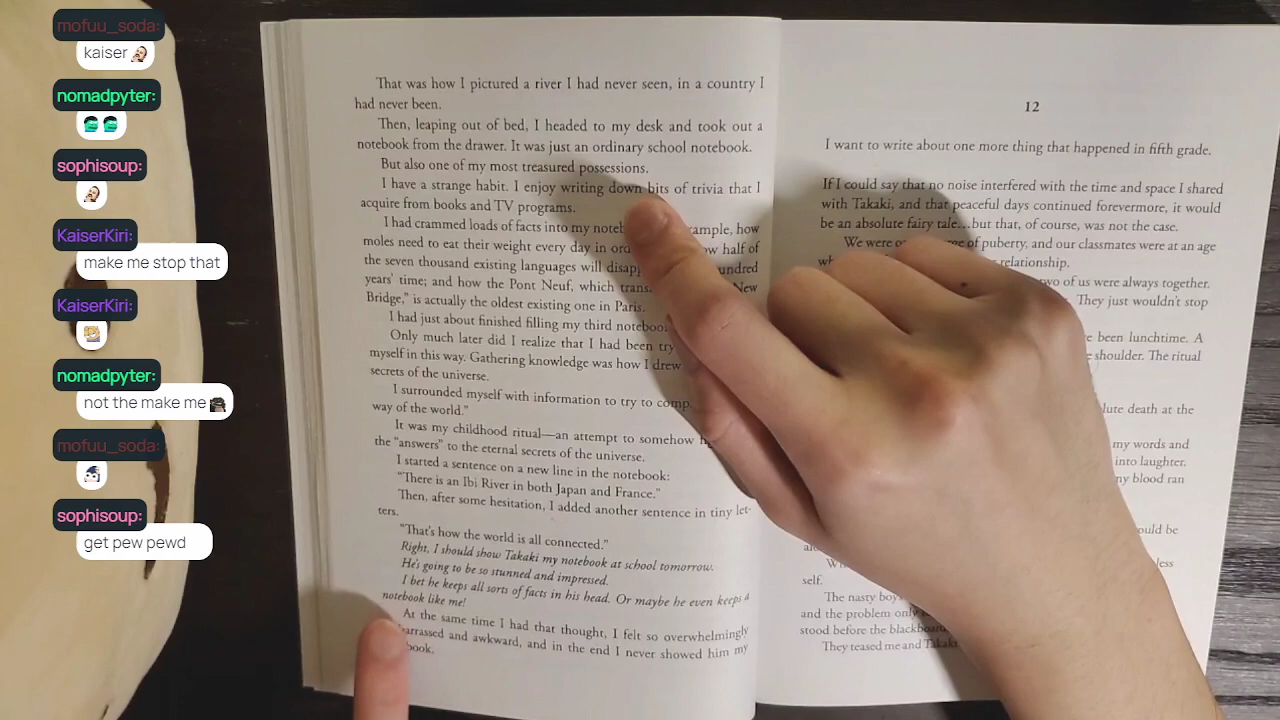 mofuu_soda:
kaiser
nomadpyter:
sophisoup:
KaiserKiri:
make me stop that
KaiserKiri:
nomadpyter:
not the make me
mofuu_soda:
sophisoup:
get pew pewd
That was how I pictured a river I had never seen, in a country I
had never been.
Then, leaping out of bed, I headed to my desk and took out a
notebook from the drawer. It was just an ordinary school notebook.
But also one of my most treasured possessions.
I have a strange habit. I enjoy writing down bits of trivia that I
acquire from books and TV programs.
I had crammed loads of facts into my how
moles need to eat their weight every day in half of
the seven thousand existing languages will
years' time; and how the Pont Neuf, which New
Bridge," is actually the oldest existing one in Paris.
I had just about finished filling my third
Only much later did I realize that I had been
myself in this way. Gathering knowledge was how I drew
secrets of the universe.
I surrounded myself with information to try to
way of the world."
It was my childhood ritual—an attempt to somehow
the "answers" to the eternal secrets of the universe.
I started a sentence on a new line in the notebook:
"There is an Ibi River in both Japan and France."
Then, after some hesitation, I added another sentence in tiny let-
ters.
"That's how the world is all connected."
Right, I should show Takaki my notebook at school tomorrow.
He's going to be so stunned and impressed.
I bet he keeps all sorts of facts in his head. Or maybe he even keeps a
notebook like me!
At the same time I had that thought, I felt so overwhelmingly
and awkward, and in the end I never showed him my
12
I want to write about one more thing that happened in fifth grade.
If I could say that no noise interfered with the time and space I shared
with Takaki, and that peaceful days continued forevermore, it would
be an absolute fairy tale...but that, of course, was not the case.
We were of puberty, and our classmates were at an age
relationship.
two of us were always together.
They just wouldn't stop
been lunchtime. A
shoulder. The ritual
death at the
my words and
into laughter.
my blood ran
be
self.
The nasty boys
and the problem only
stood before the blackboard
They teased me and Takaki